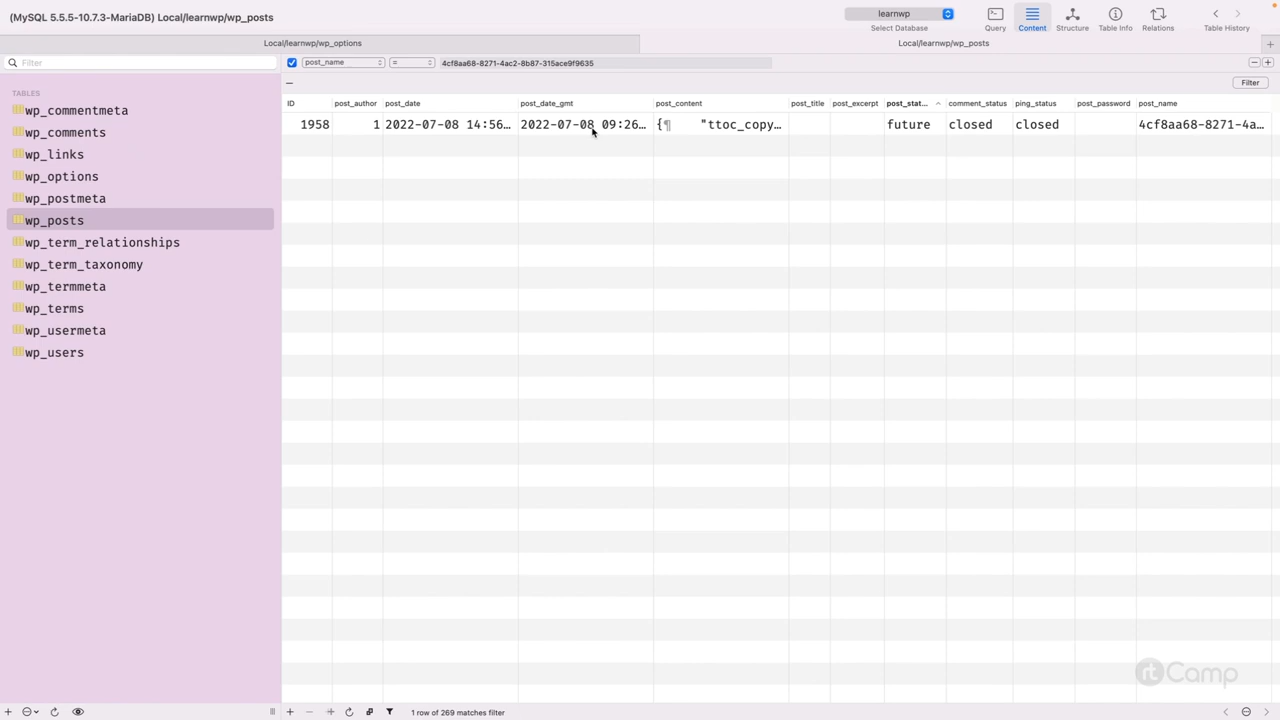 (MySQL 5.5.5-10.7.3-MariaDB) Local/learnwp/wp_posts
learnwp
Select Database
Query
Content
Structure
Table Info
Relations
Table History
Local/learnwp/wp_options
Local/learnwp/wp_posts
Filter
post_name
=
4cf8aa68-8271-4ac2-8b87-315ace9f9635
Filter
TABLES
wp_commentmeta
wp_comments
wp_links
wp_options
wp_postmeta
wp_posts
wp_term_relationships
wp_term_taxonomy
wp_termmeta
wp_terms
wp_usermeta
wp_users
ID post_author post_date post_date_gmt post_content post_title post_excerpt post_stat... comment_status ping_status post_password post_name
1958 1 2022-07-08 14:56... 2022-07-08 09:26... {¶ "ttoc_copy... future closed closed 4cf8aa68-8271-4a...
rtCamp
1 row of 269 matches filter